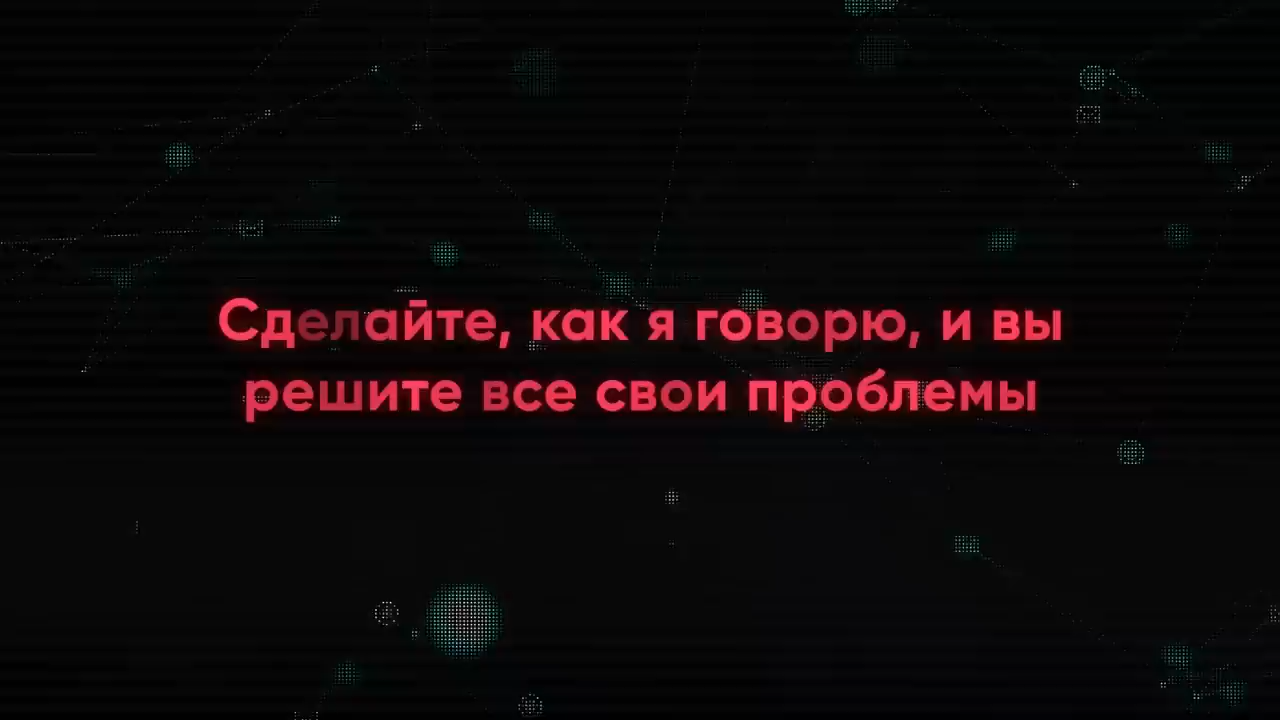 Сделайте, как я говорю, и вы
решите все свои проблемы